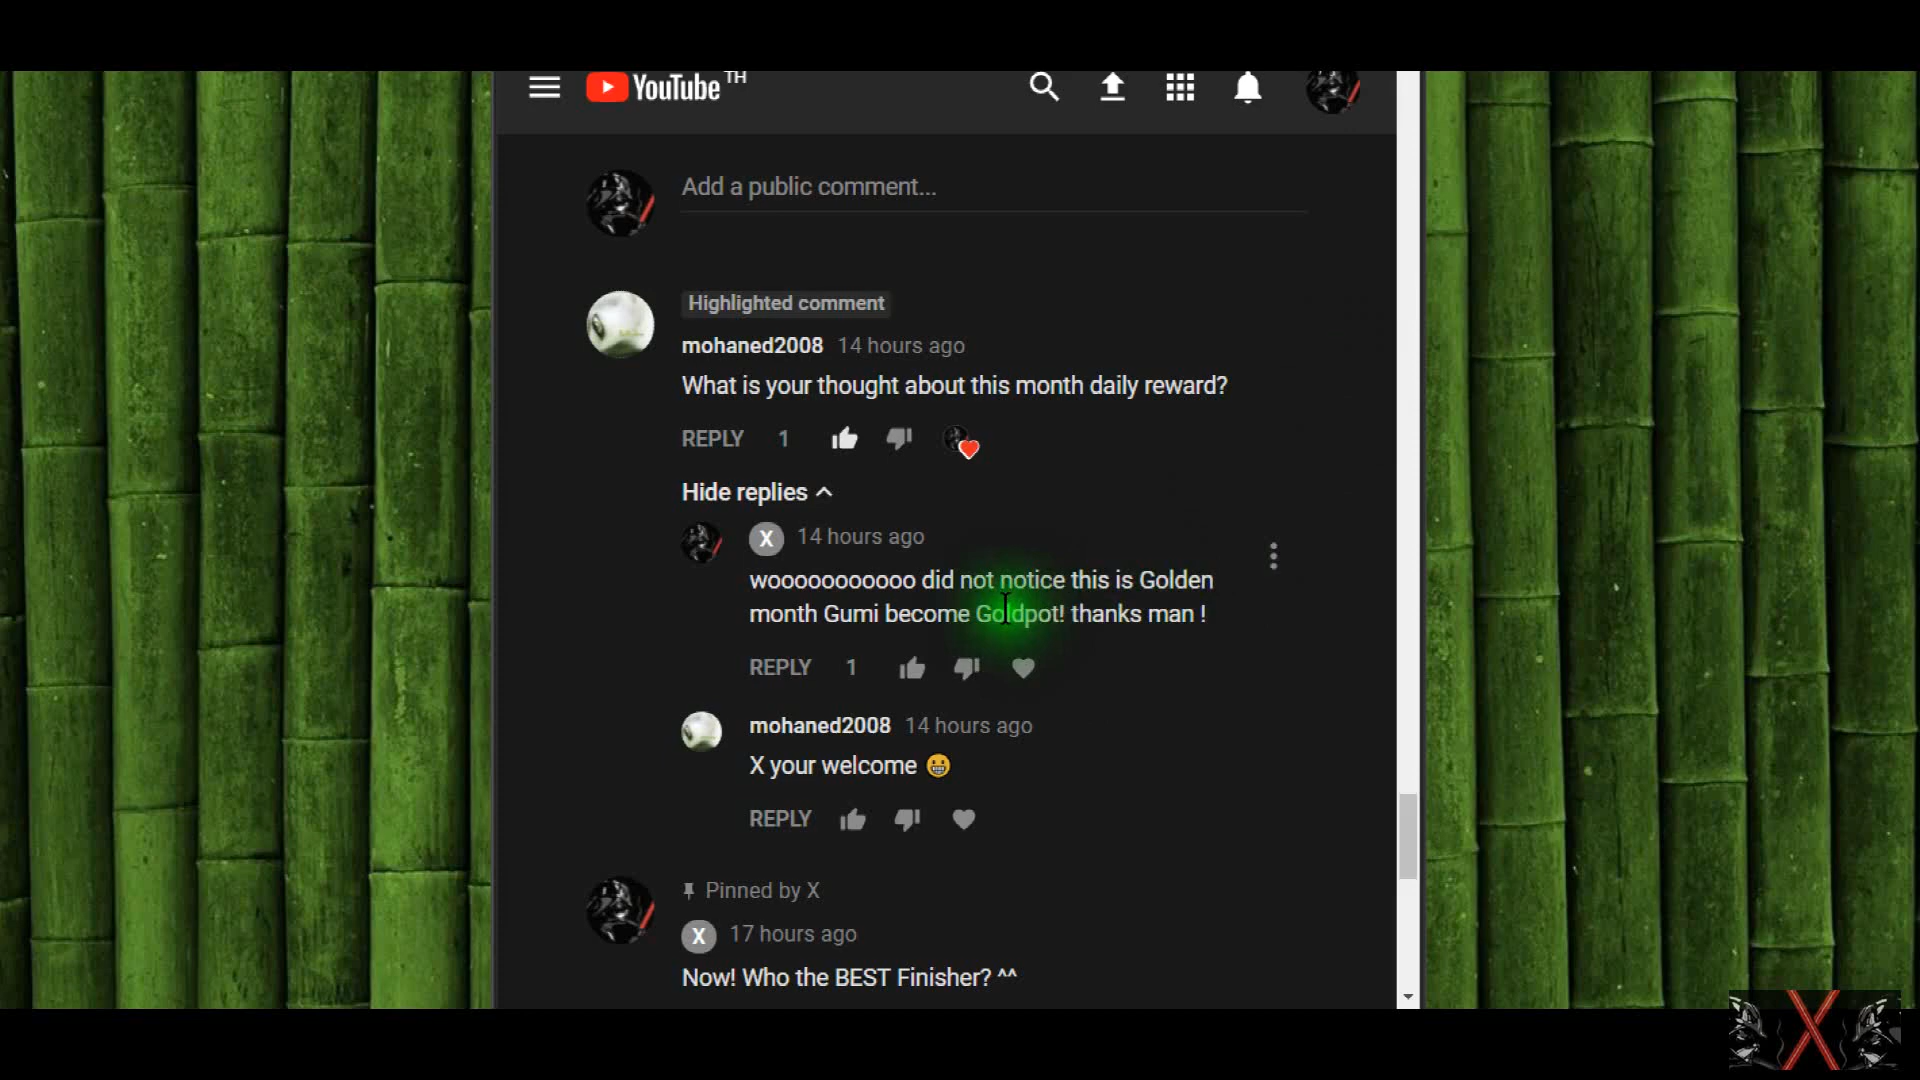 YouTube TH
Add a public comment...
Highlighted comment
mohaned2008 14 hours ago
What is your thought about this month daily reward?
REPLY 1
Hide replies
X 14 hours ago
wooooooooooo did not notice this is Golden
month Gumi become Goldpot! thanks man !
REPLY 1
mohaned2008 14 hours ago
X your welcome 😀
REPLY
Pinned by X
X 17 hours ago
Now! Who the BEST Finisher? ^^
X